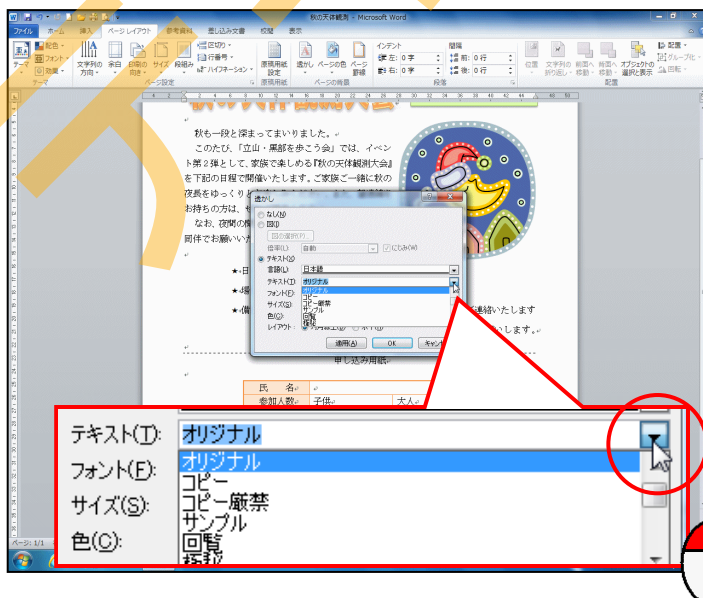 秋の天体観測 - Microsoft Word
ファイル ホーム 挿入 ページ レイアウト 参考資料 差し込み文書 校閲 表示
テーマ 配色 フォント 効果
文字列の方向 余白 印刷の向き サイズ 段組み
区切り 行番号 ハイフネーション
原稿用紙設定 透かし ページの色 ページ罫線
インデント 間隔
左: 0 字 前: 0 行
右: 0 字 後: 0 行
位置 文字列の折り返し 前面へ移動 背面へ移動 オブジェクトの選択と表示
配置 グループ化 回転
テーマ ページ設定 原稿用紙 ページの背景 段落 配置
秋も一段と深まってまいりました。
このたび、「立山・黒部を歩こう会」では、イベン
ト第2弾として、家族で楽しめる『秋の天体観測大会』
を下記の日程で開催いたします。ご家族ご一緒に秋の
夜長をゆっくりと
お持ちの方は、
なお、夜間の
同伴でお願いいた
透かし
なし(N)
図(I)
図の選択(P)...
倍率(L): 自動 にじみ(W)
テキスト(X)
言語(L): 日本語
テキスト(T): オリジナル
フォント(F): オリジナル
コピー
サイズ(S): コピー厳禁
サンプル
色(C): 回覧
レイアウト:
適用(A) OK キャンセ
連絡いたします
いします。
申し込み用紙
氏 名
参加人数 子供 大人
テキスト(T): オリジナル
オリジナル
フォント(F): コピー
サイズ(S): コピー厳禁
サンプル
色(C): 回覧
ページ: 1/1